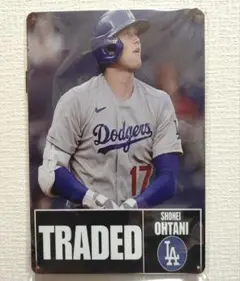 Dodgers
17
TRADED
SHOHEI
OHTANI
LA